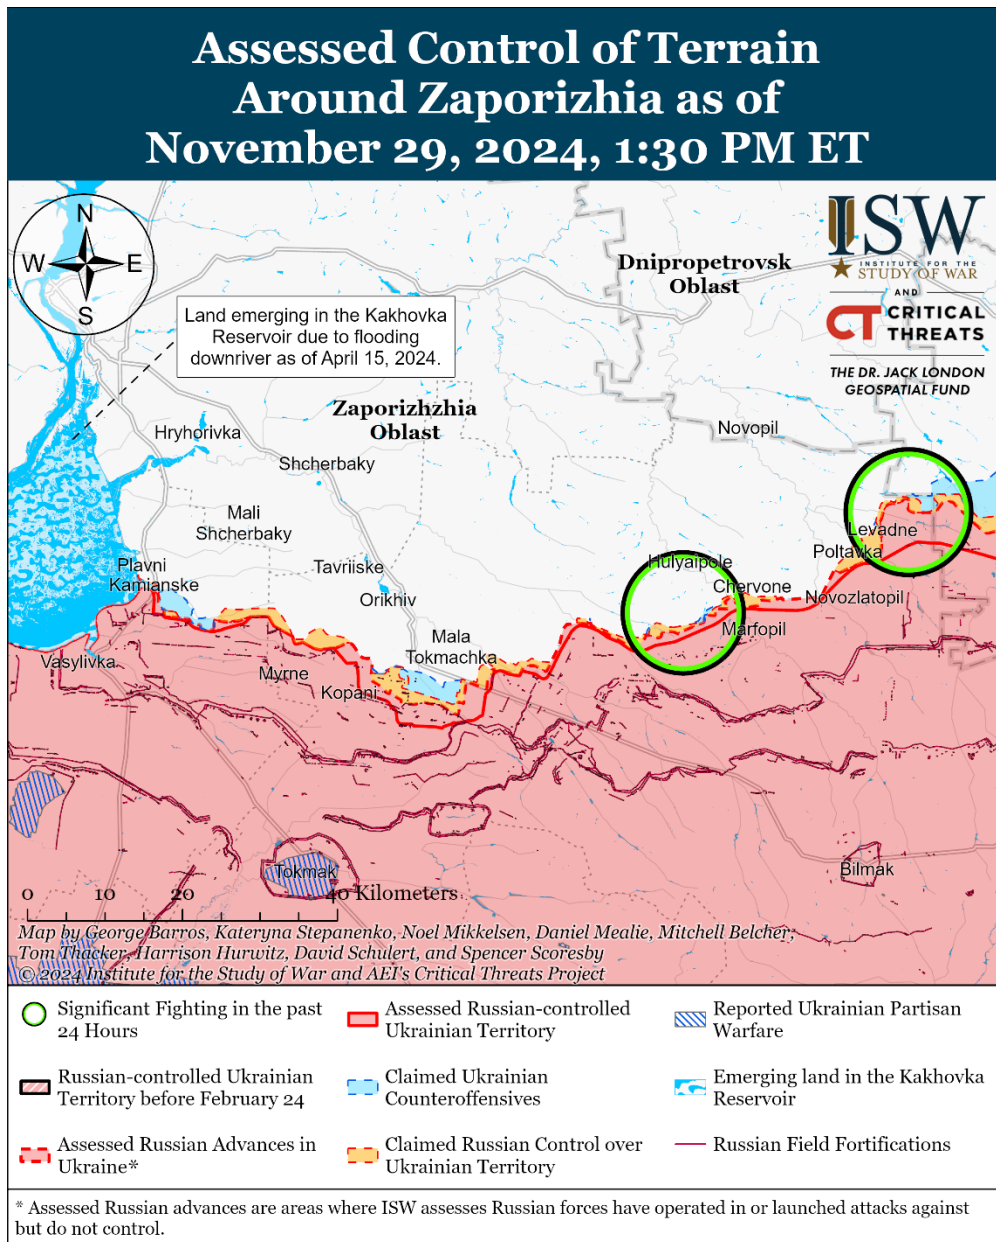 Assessed Control of Terrain
Around Zaporizhia as of
November 29, 2024, 1:30 PM ET
N
W E
S
Land emerging in the Kakhovka
Reservoir due to flooding
downriver as of April 15, 2024.
Dnipropetrovsk
Oblast
ISW
INSTITUTE FOR THE
STUDY OF WAR
AND
CT CRITICAL
THREATS
THE DR. JACK LONDON
GEOSPATIAL FUND
Zaporizhzhia
Oblast
Hryhorivka
Novopil
Shcherbaky
Mali
Shcherbaky
Levadne
Poltavka
Plavni
Kamianske
Tavriiske
Hulyaipole
Chervone
Orikhiv
Novozlatopil
Mala
Tokmachka
Marfopil
Vasylivka
Myrne
Kopani
Tokmak
Bilmak
0 10 20 40 Kilometers
Map by George Barros, Kateryna Stepanenko, Noel Mikkelsen, Daniel Mealie, Mitchell Belcher,
Tom Thacker, Harrison Hurwitz, David Schulert, and Spencer Scoresby
© 2024 Institute for the Study of War and AEI's Critical Threats Project
Significant Fighting in the past
24 Hours
Assessed Russian-controlled
Ukrainian Territory
Reported Ukrainian Partisan
Warfare
Russian-controlled Ukrainian
Territory before February 24
Claimed Ukrainian
Counteroffensives
Emerging land in the Kakhovka
Reservoir
Assessed Russian Advances in
Ukraine*
Claimed Russian Control over
Ukrainian Territory
Russian Field Fortifications
* Assessed Russian advances are areas where ISW assesses Russian forces have operated in or launched attacks against
but do not control.